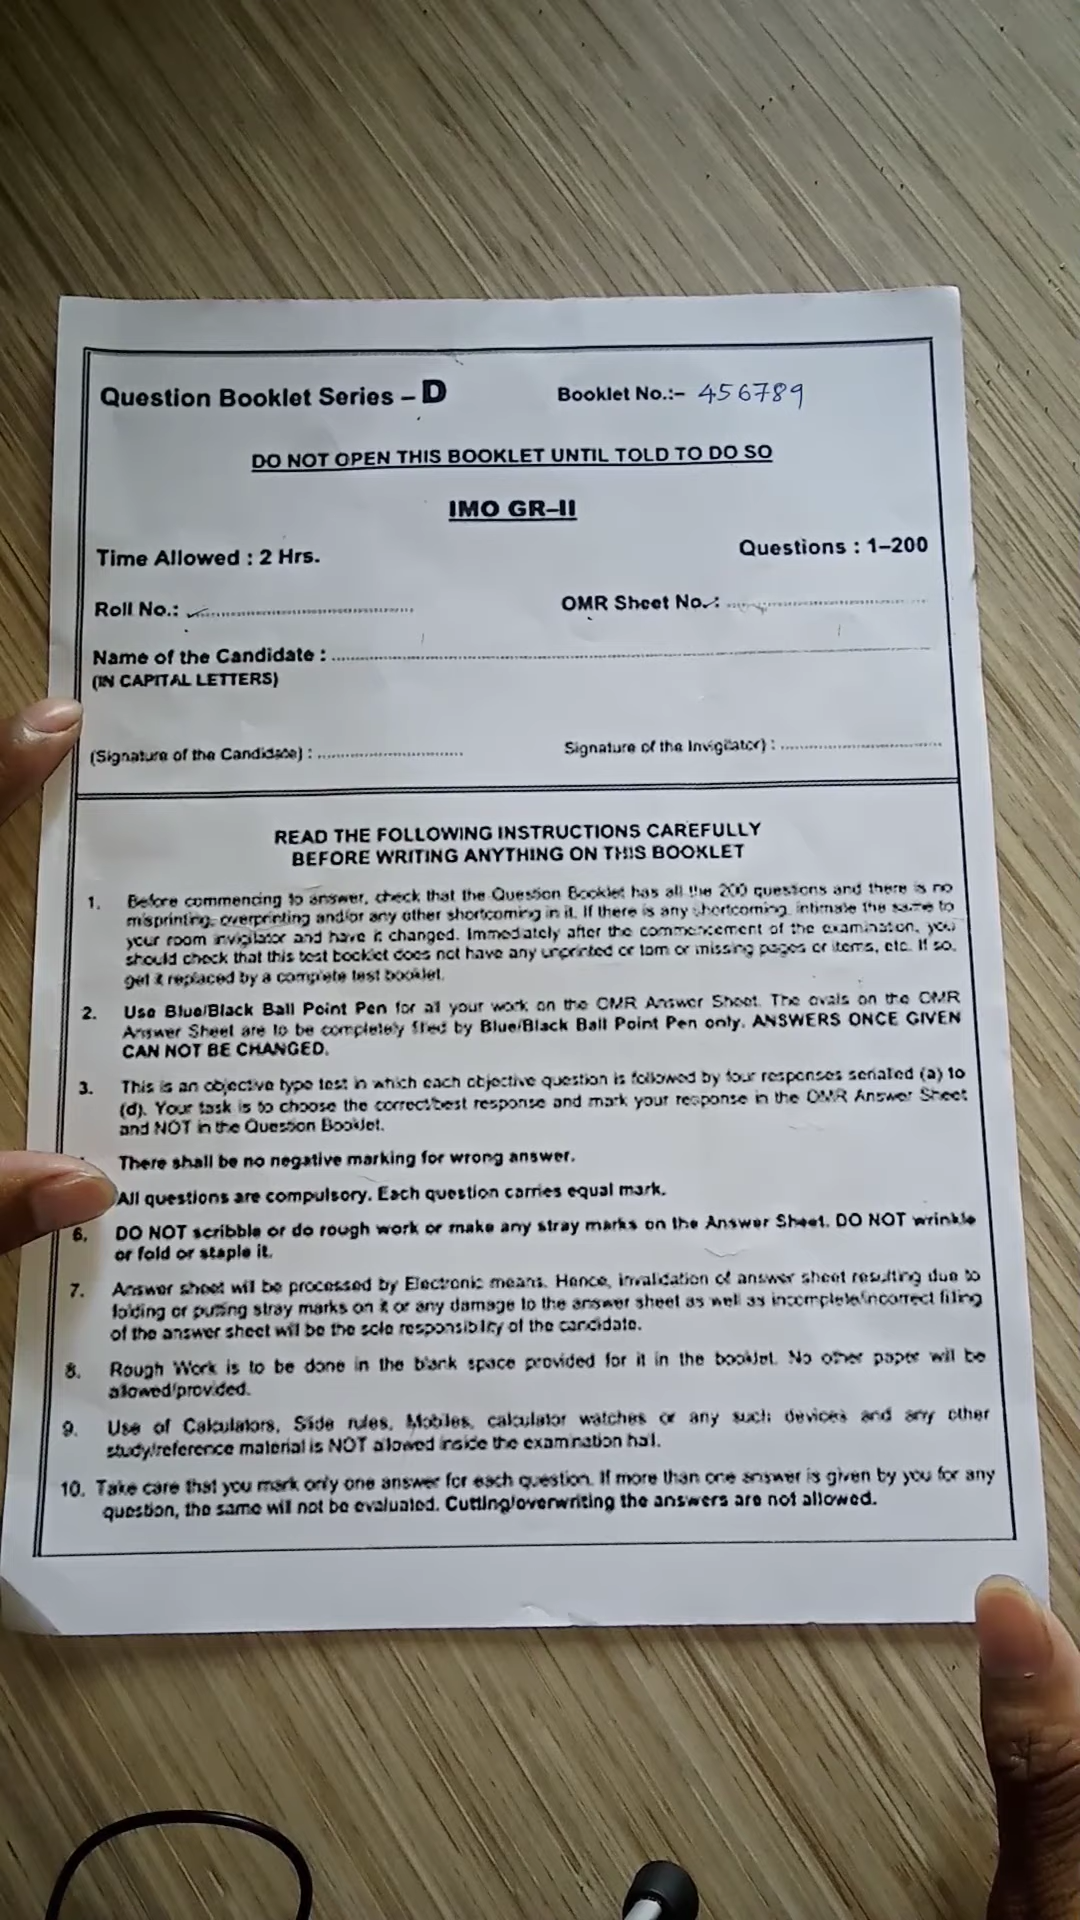 Question Booklet Series – D Booklet No.:- 456789
DO NOT OPEN THIS BOOKLET UNTIL TOLD TO DO SO
IMO GR–II
Time Allowed : 2 Hrs. Questions : 1–200
Roll No.: ........................................ OMR Sheet No.: ........................................
Name of the Candidate : ................................................................................
(IN CAPITAL LETTERS)
(Signature of the Candidate) : .............................. Signature of the Invigilator) : ..............................
READ THE FOLLOWING INSTRUCTIONS CAREFULLY
BEFORE WRITING ANYTHING ON THIS BOOKLET
1. Before commencing to answer, check that the Question Booklet has all the 200 questions and there is no
misprinting, overprinting and/or any other shortcoming in it. If there is any shortcoming, intimate the same to
your room invigilator and have it changed. Immediately after the commencement of the examination, you
should check that this test booklet does not have any unprinted or torn or missing pages or items, etc. If so,
get it replaced by a complete test booklet.
2. Use Blue/Black Ball Point Pen for all your work on the OMR Answer Sheet. The ovals on the OMR
Answer Sheet are to be completely filled by Blue/Black Ball Point Pen only. ANSWERS ONCE GIVEN
CAN NOT BE CHANGED.
3. This is an objective type test in which each objective question is followed by four responses serialed (a) to
(d). Your task is to choose the correct/best response and mark your response in the OMR Answer Sheet
and NOT in the Question Booklet.
There shall be no negative marking for wrong answer.
All questions are compulsory. Each question carries equal mark.
6. DO NOT scribble or do rough work or make any stray marks on the Answer Sheet. DO NOT wrinkle
or fold or staple it.
7. Answer sheet will be processed by Electronic means. Hence, invalidation of answer sheet resulting due to
folding or putting stray marks on it or any damage to the answer sheet as well as incomplete/incorrect filling
of the answer sheet will be the sole responsibility of the candidate.
8. Rough Work is to be done in the blank space provided for it in the booklet. No other paper will be
allowed/provided.
9. Use of Calculators, Slide rules, Mobiles, calculator watches or any such devices and any other
study/reference material is NOT allowed inside the examination hall.
10. Take care that you mark only one answer for each question. If more than one answer is given by you for any
question, the same will not be evaluated. Cutting/overwriting the answers are not allowed.